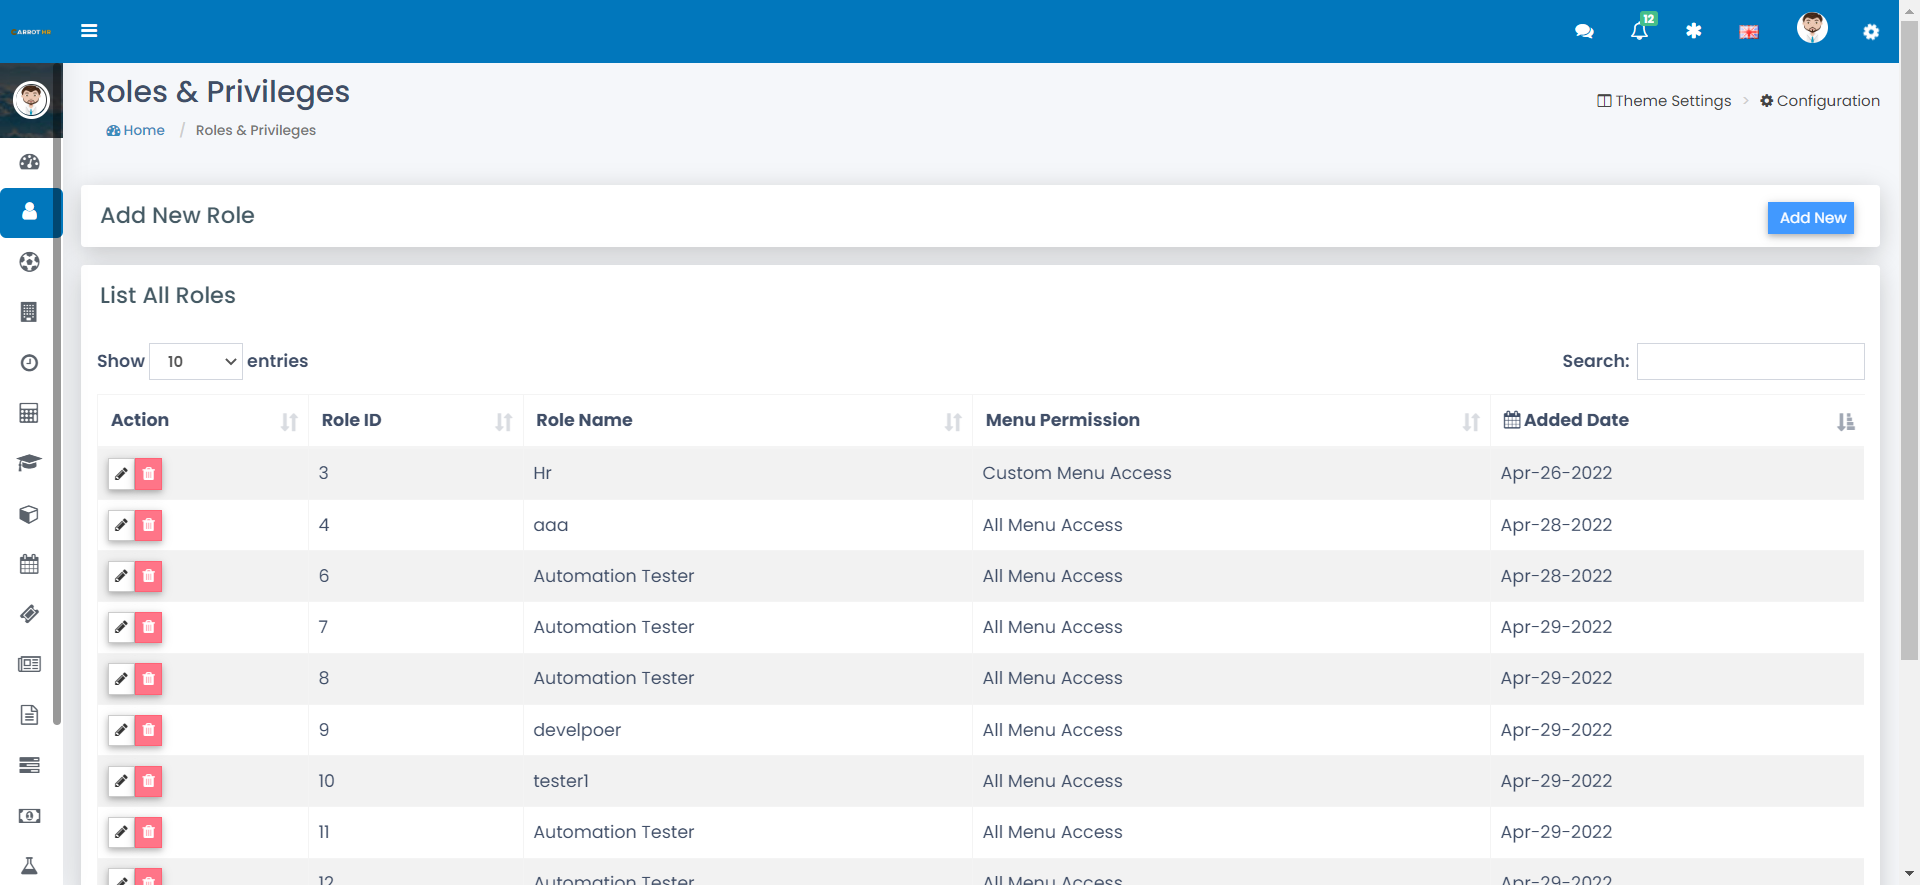 12
Roles & Privileges
Home / Roles & Privileges
Theme Settings > Configuration
Add New Role
Add New
List All Roles
Show 10 entries
Search:
Action Role ID Role Name Menu Permission Added Date
3 Hr Custom Menu Access Apr-26-2022
4 aaa All Menu Access Apr-28-2022
6 Automation Tester All Menu Access Apr-28-2022
7 Automation Tester All Menu Access Apr-29-2022
8 Automation Tester All Menu Access Apr-29-2022
9 develpoer All Menu Access Apr-29-2022
10 tester1 All Menu Access Apr-29-2022
11 Automation Tester All Menu Access Apr-29-2022
12 Automation Tester All Menu Access Apr-29-2022